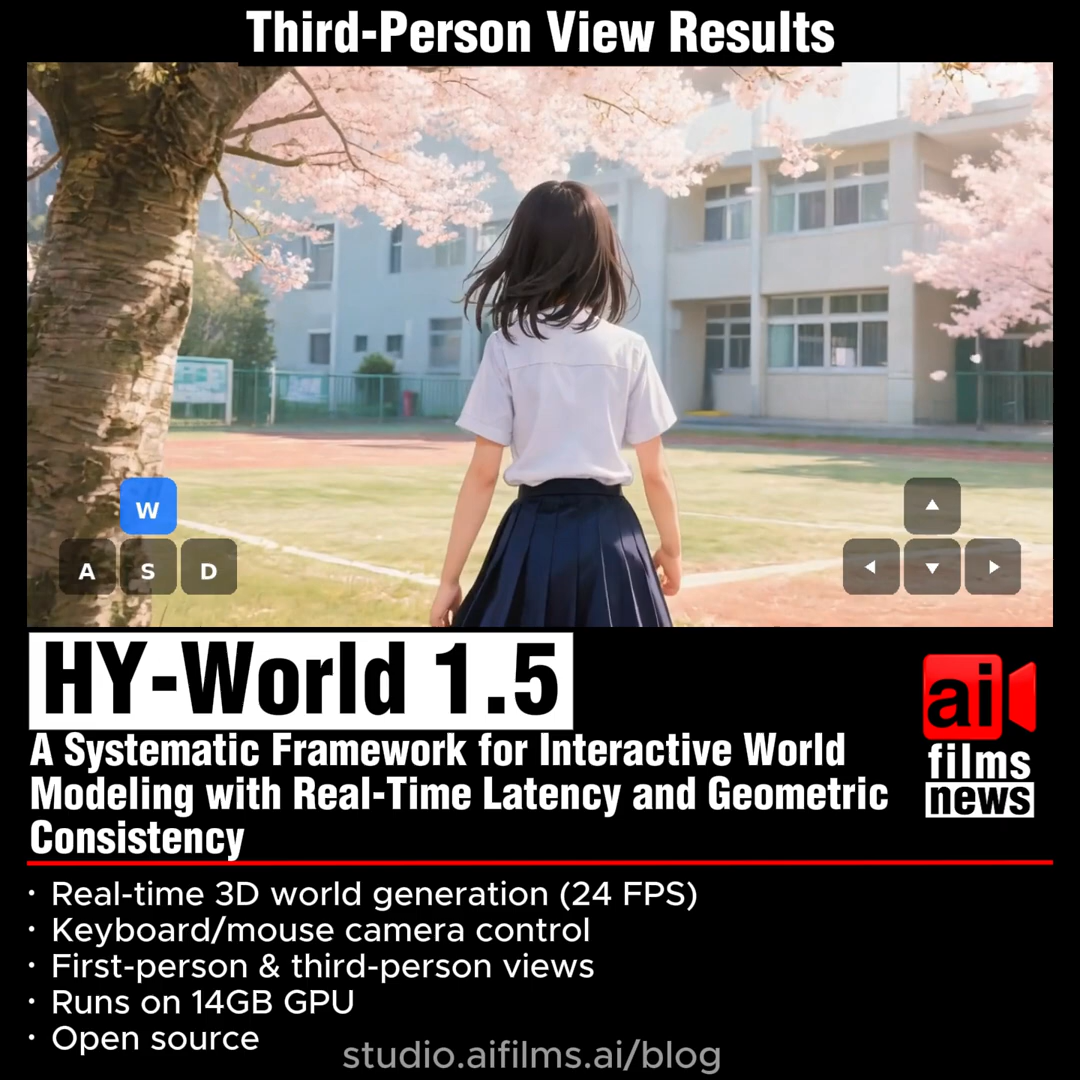 Third-Person View Results
W
A S D
▲
◀ ▼ ▶
HY-World 1.5
A Systematic Framework for Interactive World
Modeling with Real-Time Latency and Geometric
Consistency
ai
films
news
· Real-time 3D world generation (24 FPS)
· Keyboard/mouse camera control
· First-person & third-person views
· Runs on 14GB GPU
· Open source
studio.aifilms.ai/blog